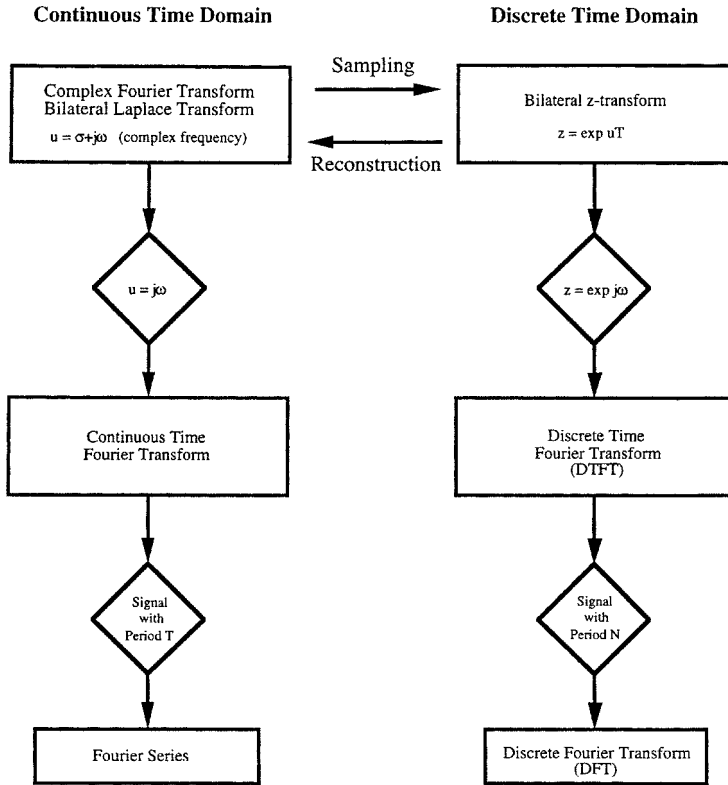 Continuous Time Domain
Discrete Time Domain
Complex Fourier Transform
Bilateral Laplace Transform
u = σ+jω (complex frequency)
Sampling
Reconstruction
Bilateral z-transform
z = exp uT
u = jω
z = exp jω
Continuous Time
Fourier Transform
Discrete Time
Fourier Transform
(DTFT)
Signal
with
Period T
Signal
with
Period N
Fourier Series
Discrete Fourier Transform
(DFT)